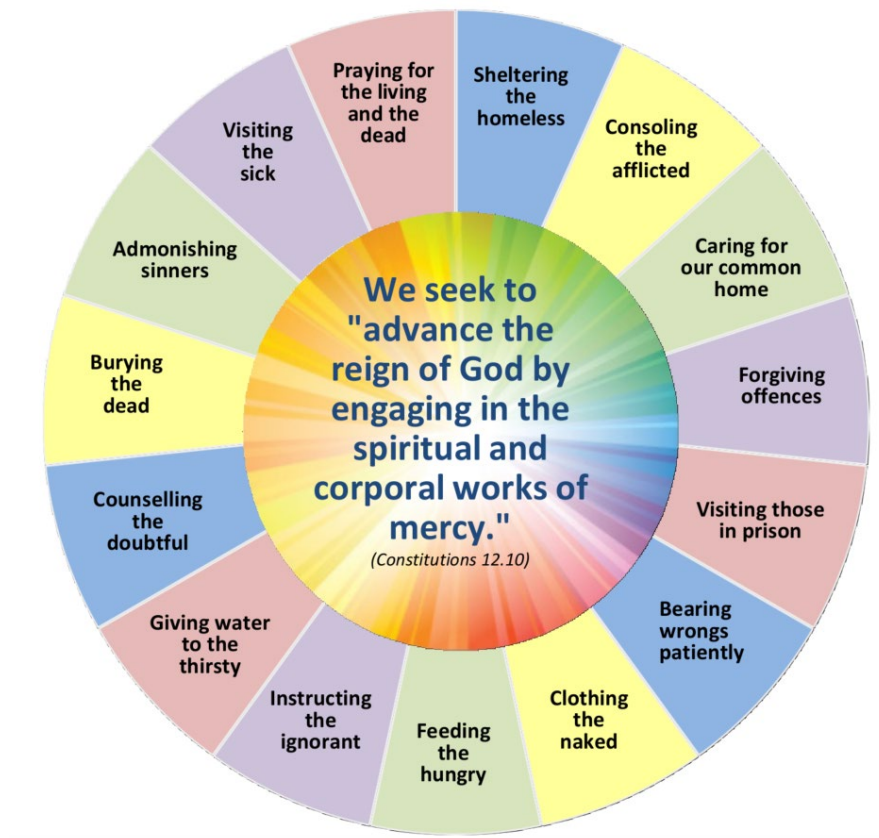 We seek to
"advance the
reign of God by
engaging in the
spiritual and
corporal works of
mercy."
(Constitutions 12.10)
Sheltering
the
homeless
Consoling
the
afflicted
Caring for
our common
home
Forgiving
offences
Visiting those
in prison
Bearing
wrongs
patiently
Clothing
the
naked
Feeding
the
hungry
Instructing
the
ignorant
Giving water
to the
thirsty
Counselling
the
doubtful
Burying
the
dead
Admonishing
sinners
Visiting
the
sick
Praying for
the living
and the
dead